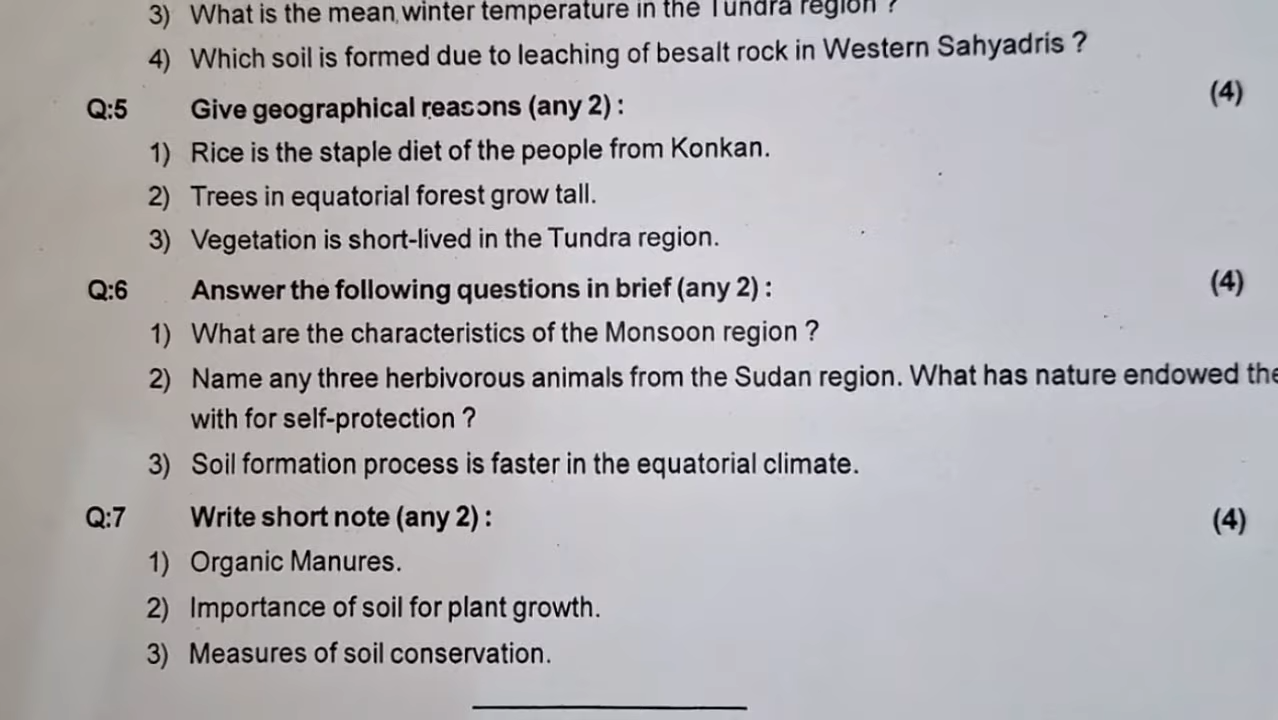 3) What is the mean winter temperature in the Tundra region ?
4) Which soil is formed due to leaching of besalt rock in Western Sahyadris ?
Q:5 Give geographical reasons (any 2) : (4)
1) Rice is the staple diet of the people from Konkan.
2) Trees in equatorial forest grow tall.
3) Vegetation is short-lived in the Tundra region.
Q:6 Answer the following questions in brief (any 2) : (4)
1) What are the characteristics of the Monsoon region ?
2) Name any three herbivorous animals from the Sudan region. What has nature endowed the
with for self-protection ?
3) Soil formation process is faster in the equatorial climate.
Q:7 Write short note (any 2) : (4)
1) Organic Manures.
2) Importance of soil for plant growth.
3) Measures of soil conservation.